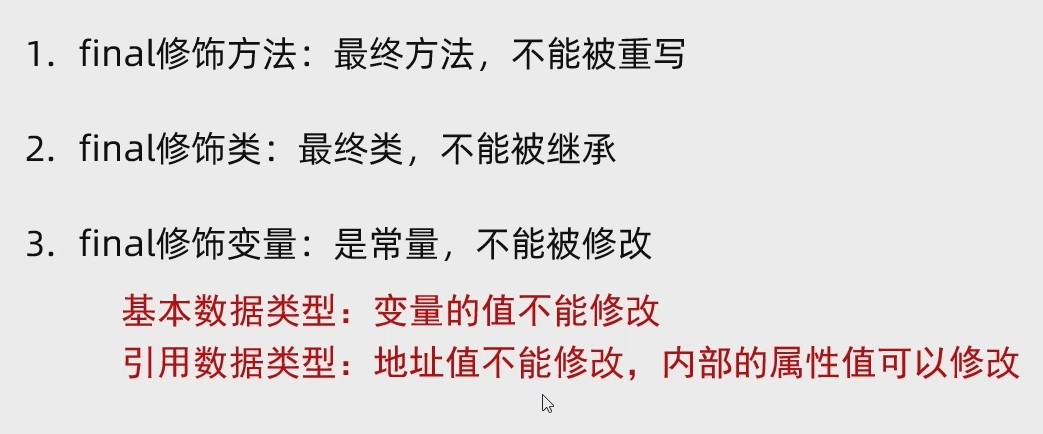 1. final修饰方法：最终方法，不能被重写
2. final修饰类：最终类，不能被继承
3. final修饰变量：是常量，不能被修改
基本数据类型：变量的值不能修改
引用数据类型：地址值不能修改，内部的属性值可以修改